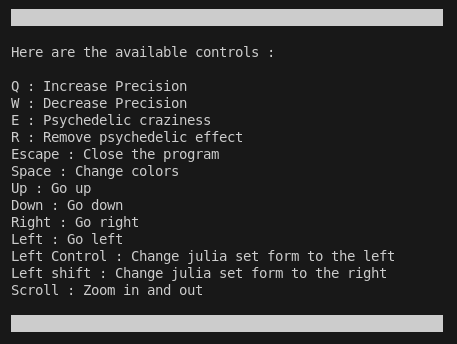 Here are the available controls :
Q : Increase Precision
W : Decrease Precision
E : Psychedelic craziness
R : Remove psychedelic effect
Escape : Close the program
Space : Change colors
Up : Go up
Down : Go down
Right : Go right
Left : Go left
Left Control : Change julia set form to the left
Left shift : Change julia set form to the right
Scroll : Zoom in and out